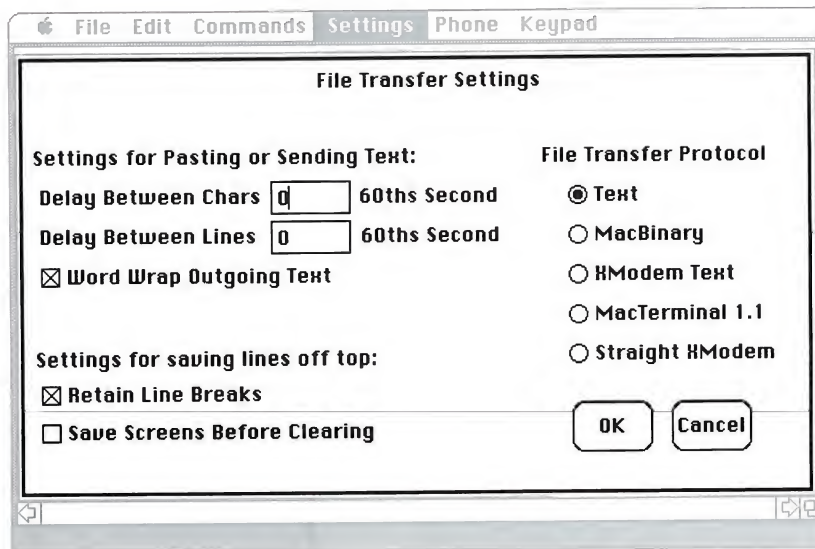 File Edit Commands Settings Phone Keypad
File Transfer Settings
Settings for Pasting or Sending Text:
Delay Between Chars 0 60ths Second
Delay Between Lines 0 60ths Second
Word Wrap Outgoing Text
Settings for saving lines off top:
Retain Line Breaks
Save Screens Before Clearing
File Transfer Protocol
Text
MacBinary
XModem Text
MacTerminal 1.1
Straight XModem
OK Cancel